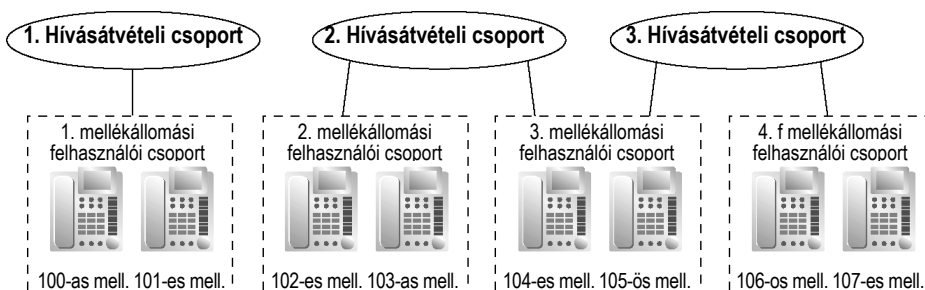 1. Hívásátvételi csoport
2. Hívásátvételi csoport
3. Hívásátvételi csoport
1. mellékállomási
felhasználói csoport
2. mellékállomási
felhasználói csoport
3. mellékállomási
felhasználói csoport
4. f mellékállomási
felhasználói csoport
100-as mell. 101-es mell.
102-es mell. 103-as mell.
104-es mell. 105-ös mell.
106-os mell. 107-es mell.